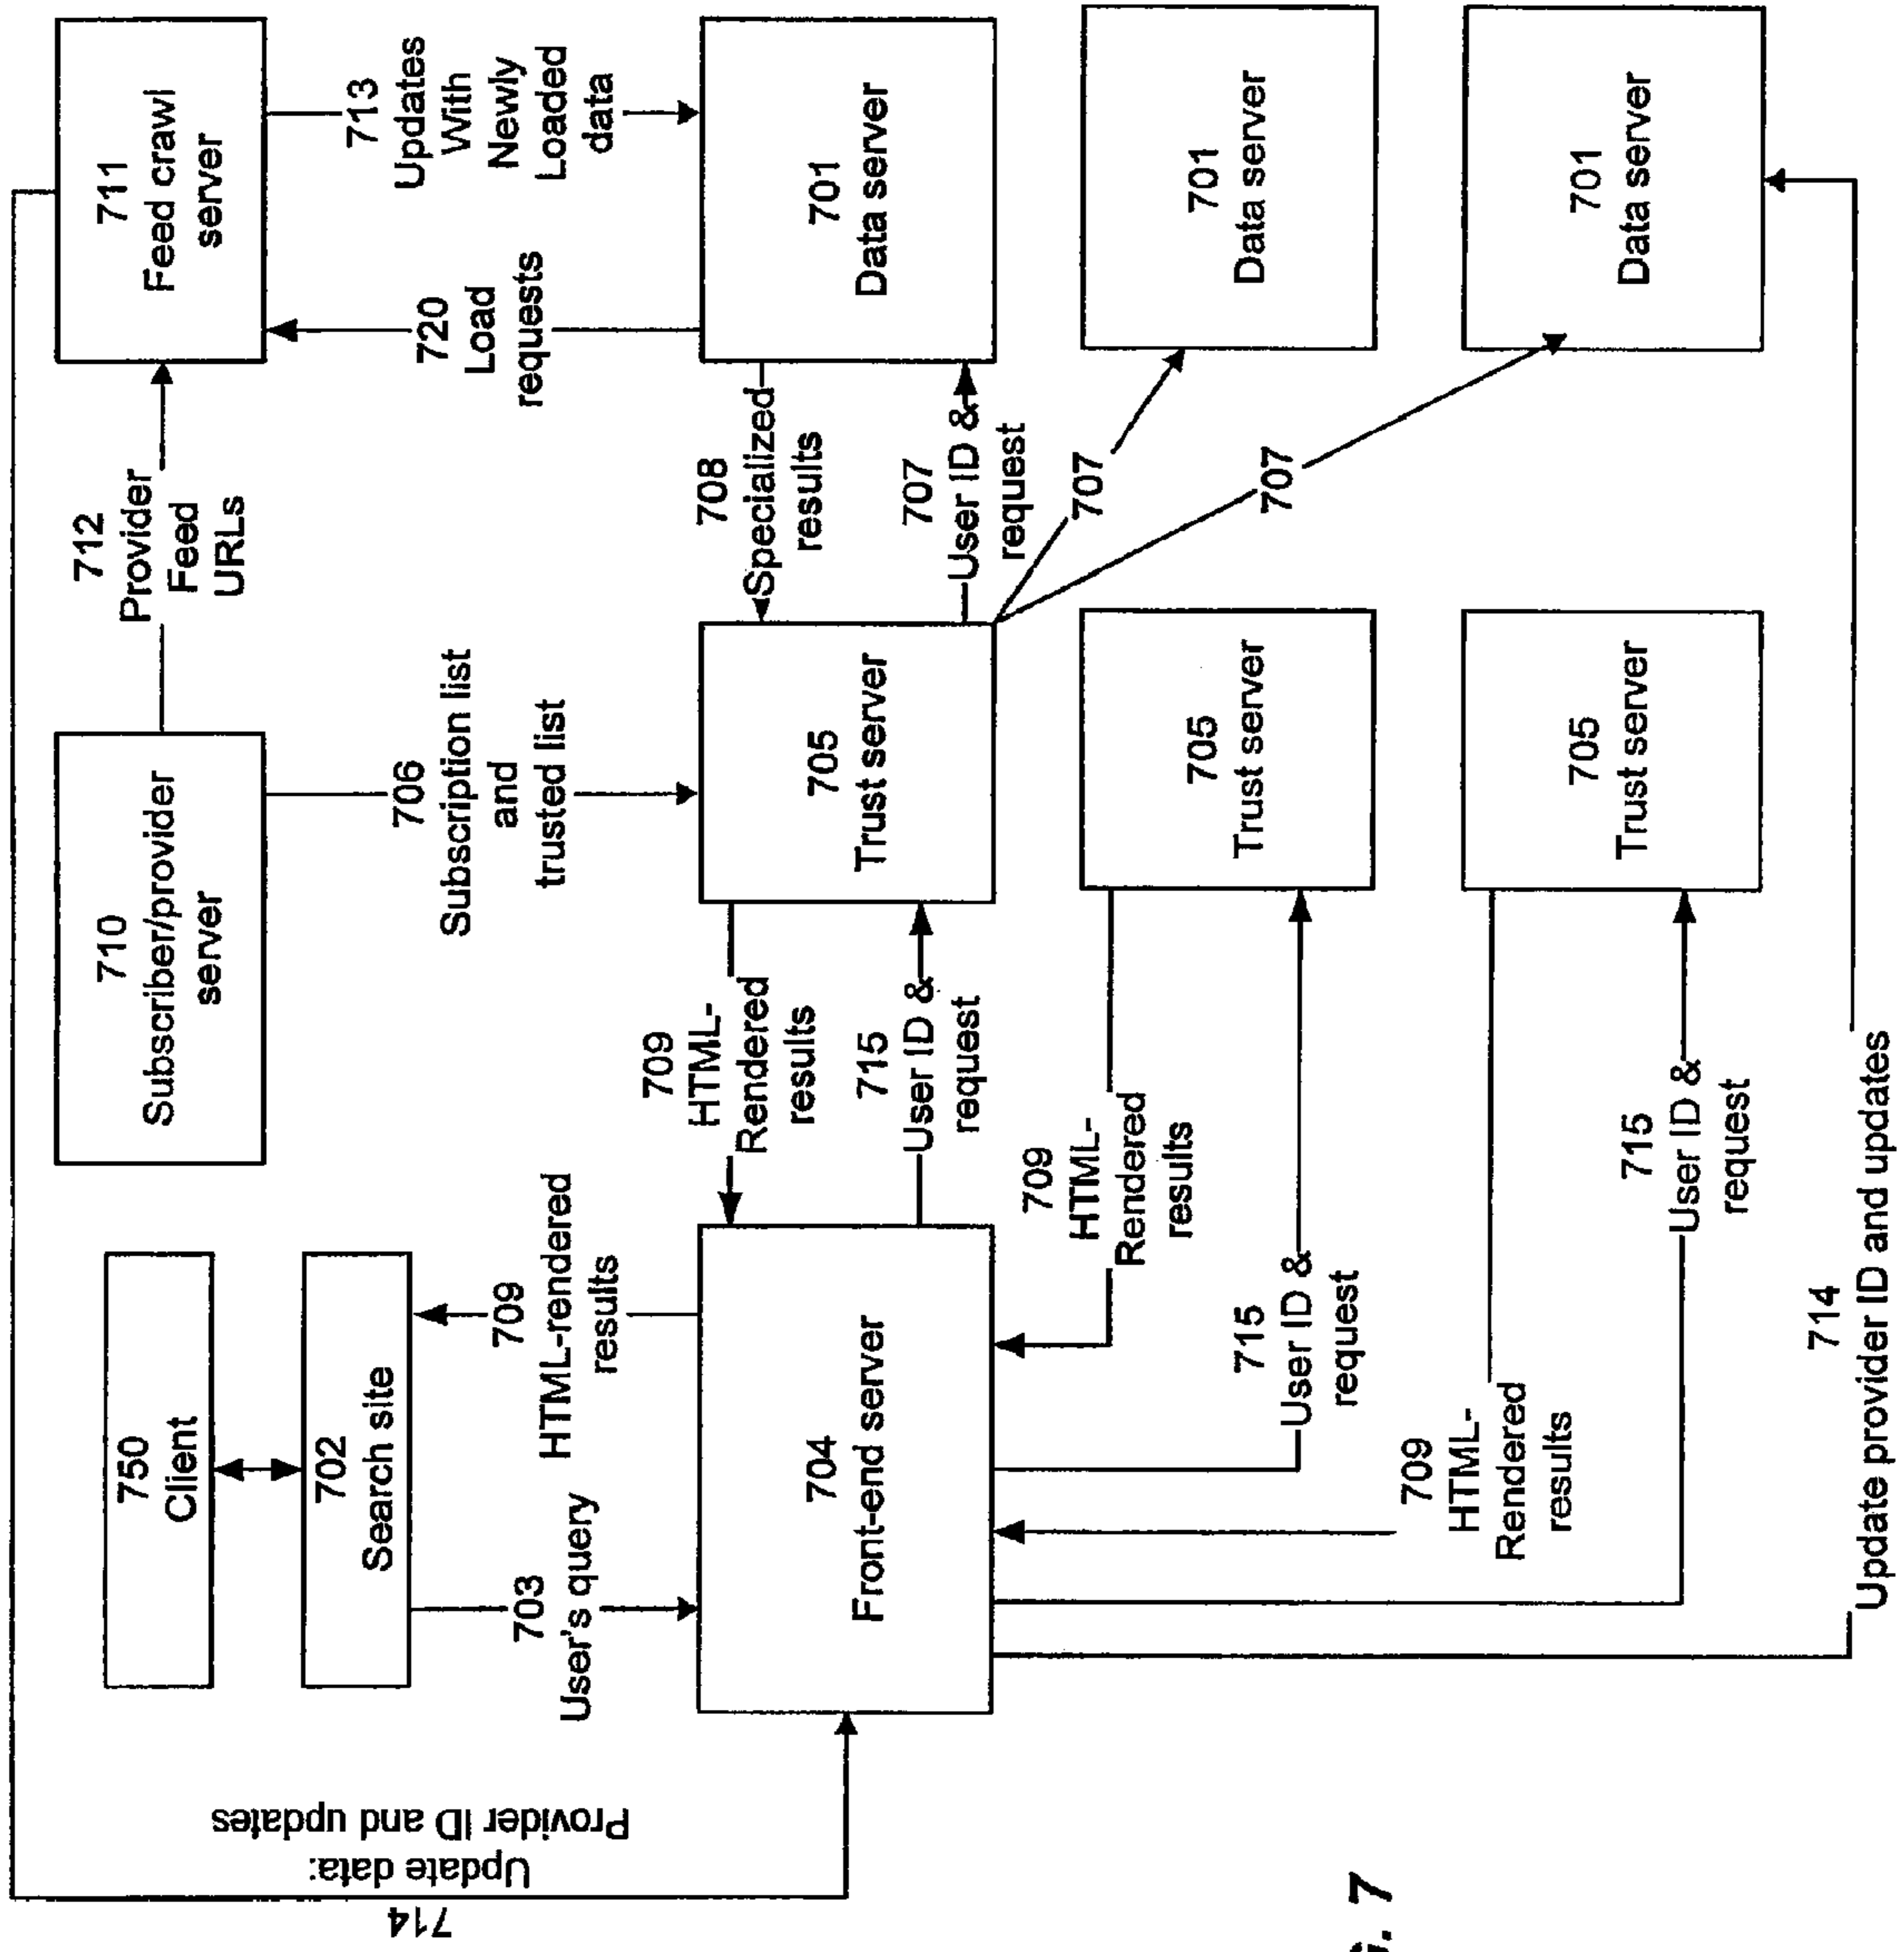 714
Update data:
Provider ID and updates
750
Client
702
Search site
703
User's query
709
HTML-rendered
results
704
Front-end server
710
Subscriber/provider
server
712
Provider
Feed
URLs
711
Feed crawl
server
706
Subscription list
and
trusted list
720
Load
requests
713
Updates
With
Newly
Loaded
data
709
HTML-
Rendered
results
715
User ID &
request
705
Trust server
708
Specialized
results
707
User ID &
request
701
Data server
709
HTML-
Rendered
results
715
User ID &
request
705
Trust server
707
701
Data server
709
HTML-
Rendered
results
715
User ID &
request
705
Trust server
707
701
Data server
714
Update provider ID and updates
7